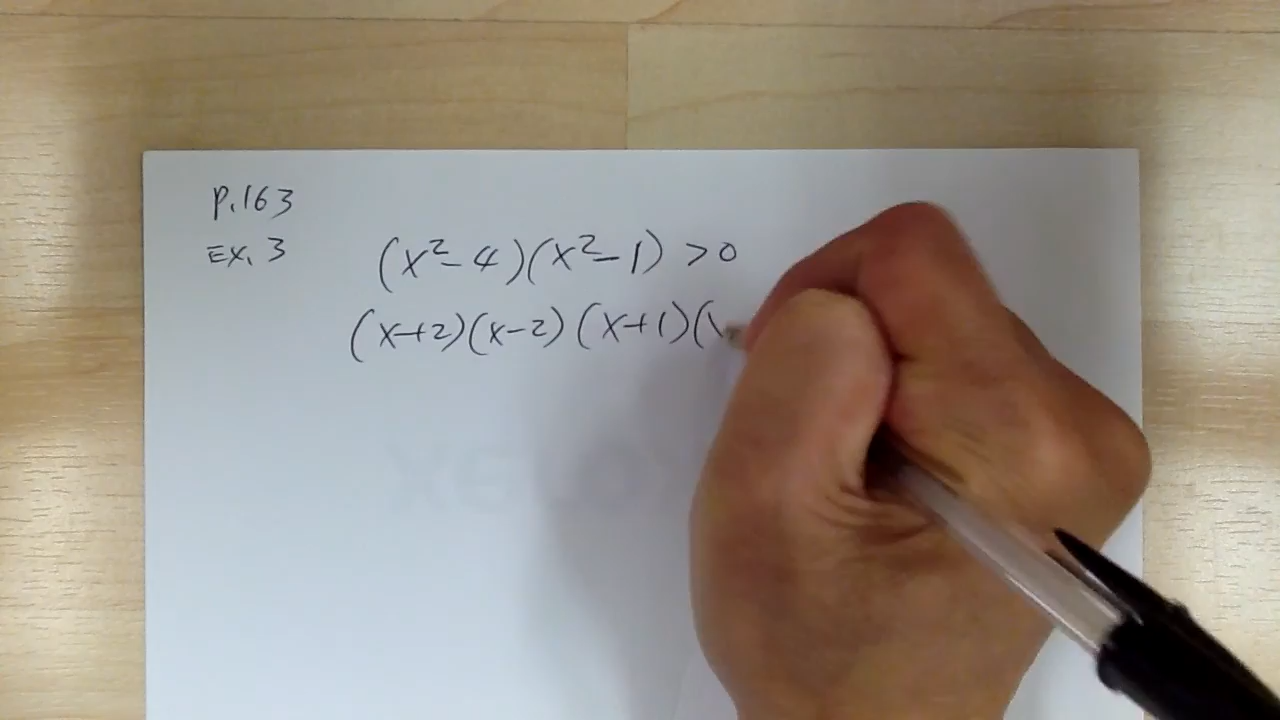 P.163
Ex. 3 (x²-4)(x²-1) >0
(x+2)(x-2)(x+1)(